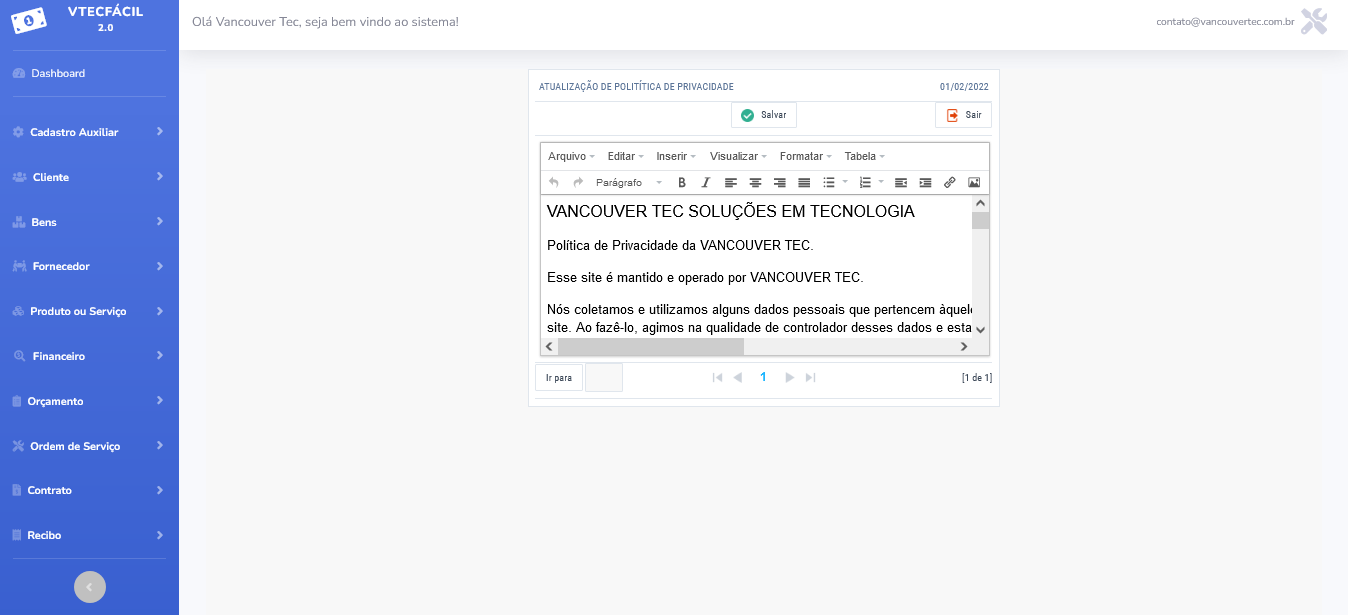 VTECFÁCIL
2.0
Olá Vancouver Tec, seja bem vindo ao sistema!
contato@vancouvertec.com.br
Dashboard
Cadastro Auxiliar
Cliente
Bens
Fornecedor
Produto ou Serviço
Financeiro
Orçamento
Ordem de Serviço
Contrato
Recibo
ATUALIZAÇÃO DE POLITÍTICA DE PRIVACIDADE 01/02/2022
Salvar Sair
Arquivo Editar Inserir Visualizar Formatar Tabela
Parágrafo B I
VANCOUVER TEC SOLUÇÕES EM TECNOLOGIA
Política de Privacidade da VANCOUVER TEC.
Esse site é mantido e operado por VANCOUVER TEC.
Nós coletamos e utilizamos alguns dados pessoais que pertencem àquel
site. Ao fazê-lo, agimos na qualidade de controlador desses dados e esta
Ir para 1 [1 de 1]